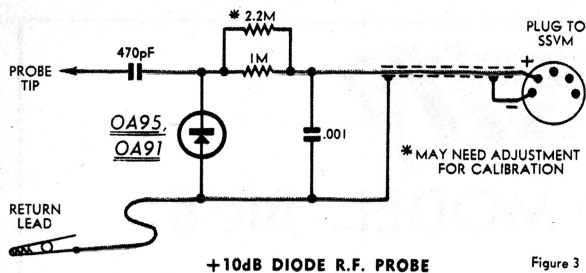 * 2.2M
1M
470pF
PROBE
TIP
OA95,
OA91
.001
PLUG TO
SSVM
+
−
* MAY NEED ADJUSTMENT
FOR CALIBRATION
RETURN
LEAD
+10dB DIODE R.F. PROBE
Figure 3